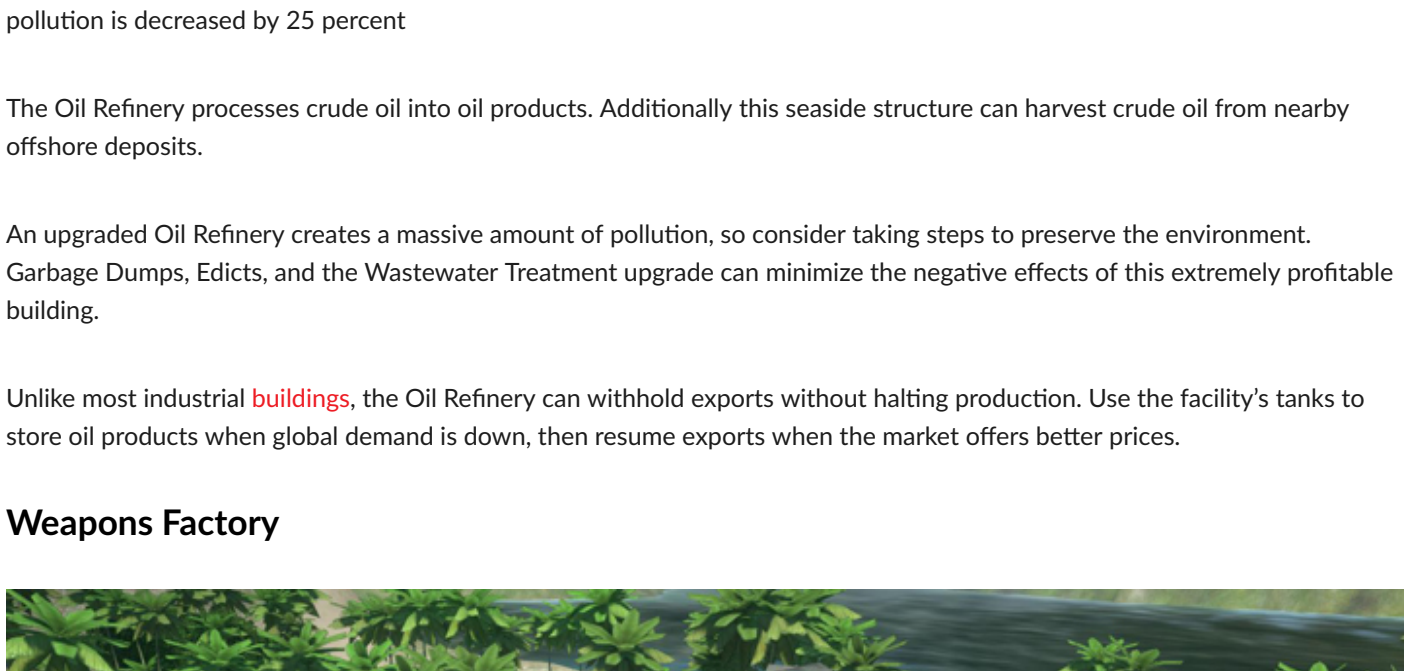 pollution is decreased by 25 percent
The Oil Refinery processes crude oil into oil products. Additionally this seaside structure can harvest crude oil from nearby
offshore deposits.
An upgraded Oil Refinery creates a massive amount of pollution, so consider taking steps to preserve the environment.
Garbage Dumps, Edicts, and the Wastewater Treatment upgrade can minimize the negative effects of this extremely profitable
building.
Unlike most industrial buildings, the Oil Refinery can withhold exports without halting production. Use the facility’s tanks to
store oil products when global demand is down, then resume exports when the market offers better prices.
Weapons Factory